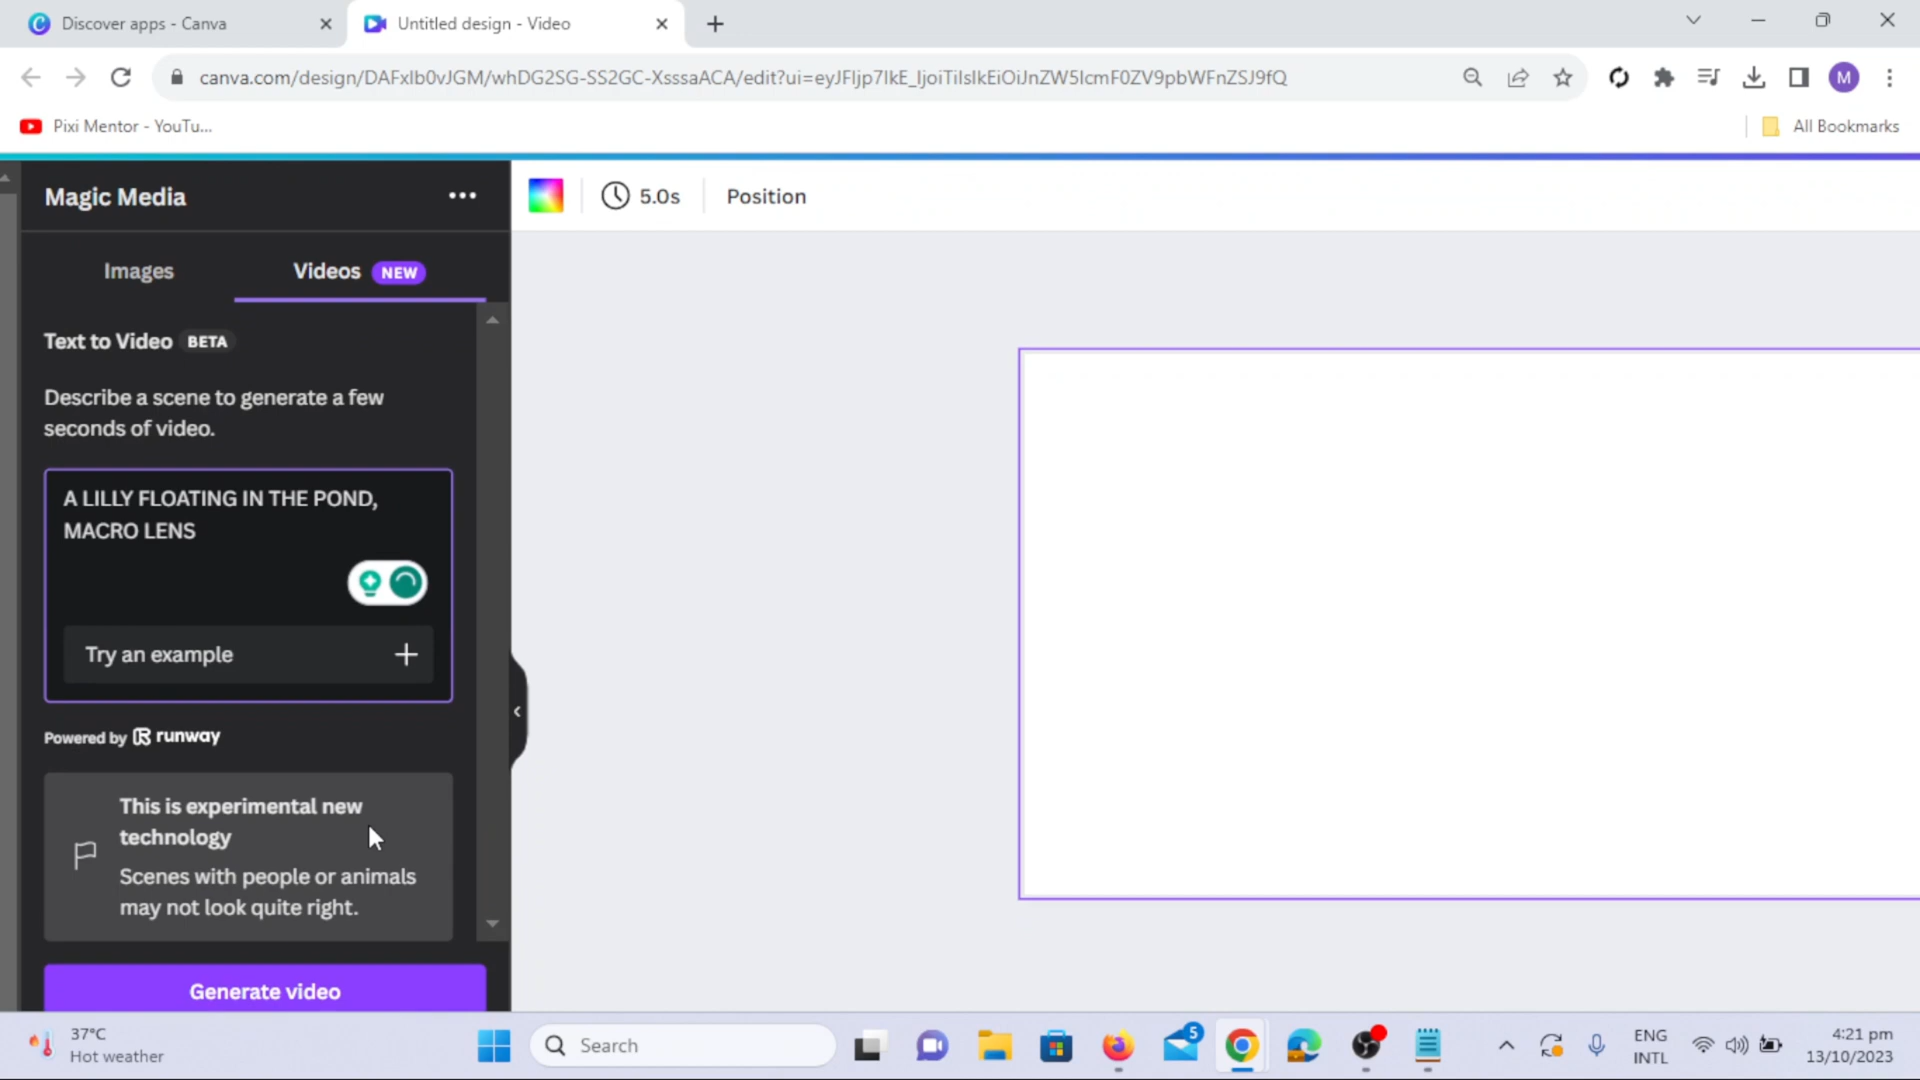 Discover apps - Canva
Untitled design - Video
canva.com/design/DAFxlb0vJGM/whDG2SG-SS2GC-XsssaACA/edit?ui=eyJFIjp7IkE_IjoiTiIsIkEiOiJnZW5lcmF0ZV9pbWFnZSJ9fQ
M
Pixi Mentor - YouTu...
All Bookmarks
Magic Media
5.0s
Position
Images
Videos NEW
Text to Video BETA
Describe a scene to generate a few
seconds of video.
A LILLY FLOATING IN THE POND,
MACRO LENS
Try an example
Powered by runway
This is experimental new
technology
Scenes with people or animals
may not look quite right.
Generate video
37°C
Hot weather
Search
5
ENG
INTL
4:21 pm
13/10/2023